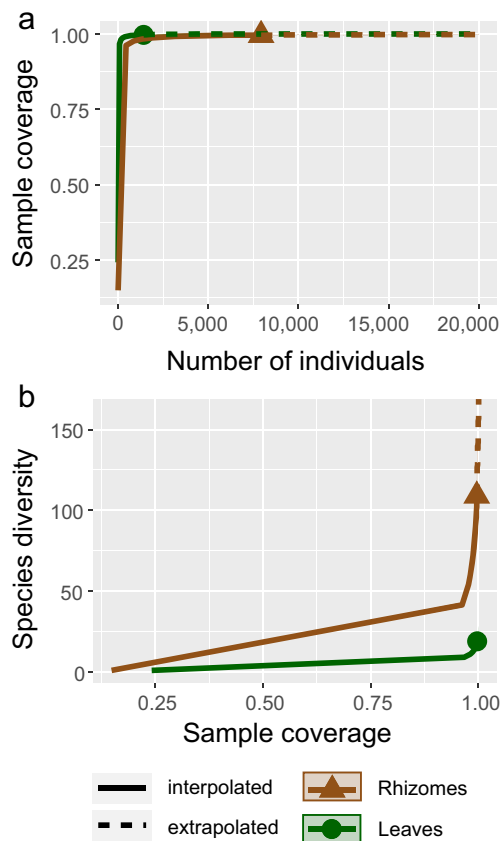 a
1.00
0.75
0.50
0.25
Sample coverage
0 5,000 10,000 15,000 20,000
Number of individuals
b
150
100
50
0
Species diversity
0.25 0.50 0.75 1.00
Sample coverage
interpolated
Rhizomes
extrapolated
Leaves